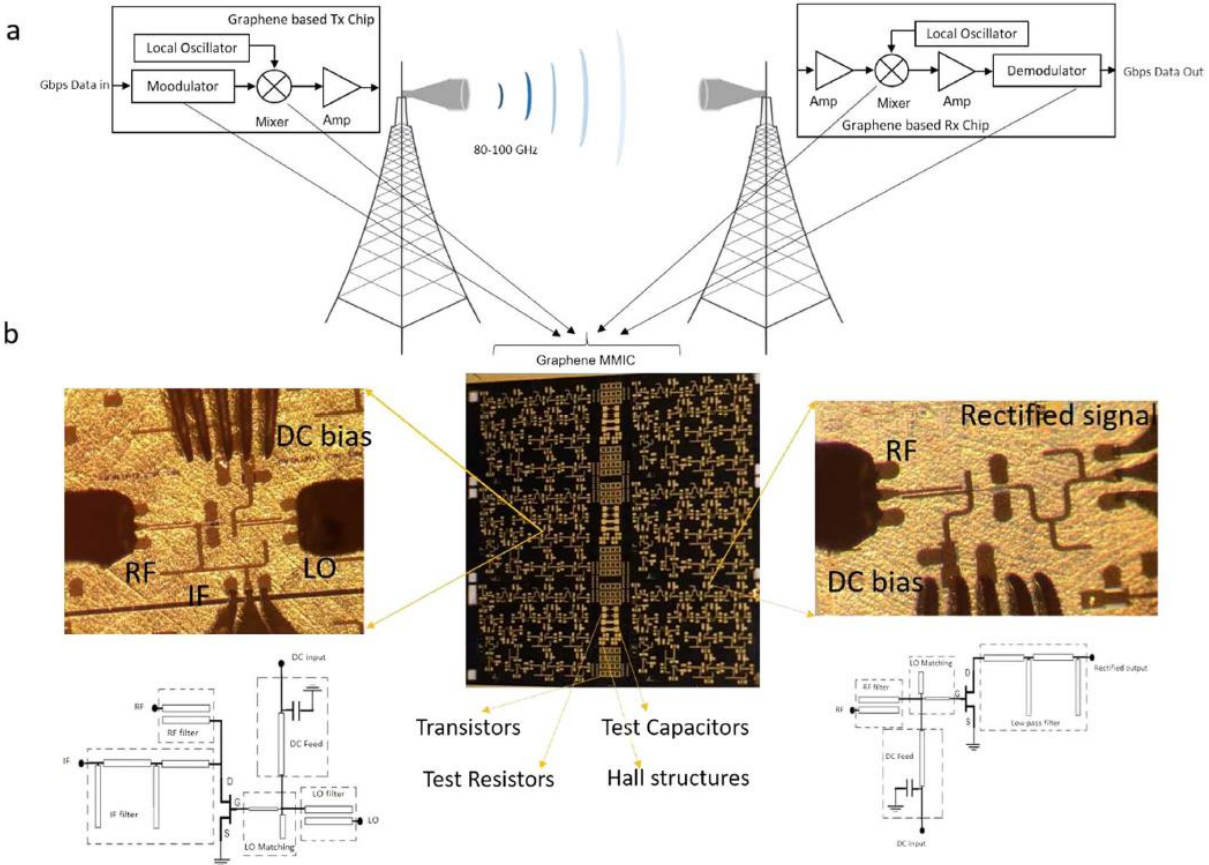 a
Graphene based Tx Chip
Local Oscillator
Gbps Data in
Moodulator
Mixer
Amp
80-100 GHz
Local Oscillator
Amp
Mixer
Amp
Demodulator
Gbps Data Out
Graphene based Rx Chip
b
Graphene MMIC
DC bias
RF
IF
LO
Rectified signal
RF
DC bias
Transistors
Test Capacitors
Test Resistors
Hall structures
DC input
RF
RF filter
DC Feed
IF
IF filter
D
G
S
LO filter
LO
LO Matching
LO Matching
RF filter
RF
D
G
S
Rectified output
Low pass filter
DC Feed
DC input